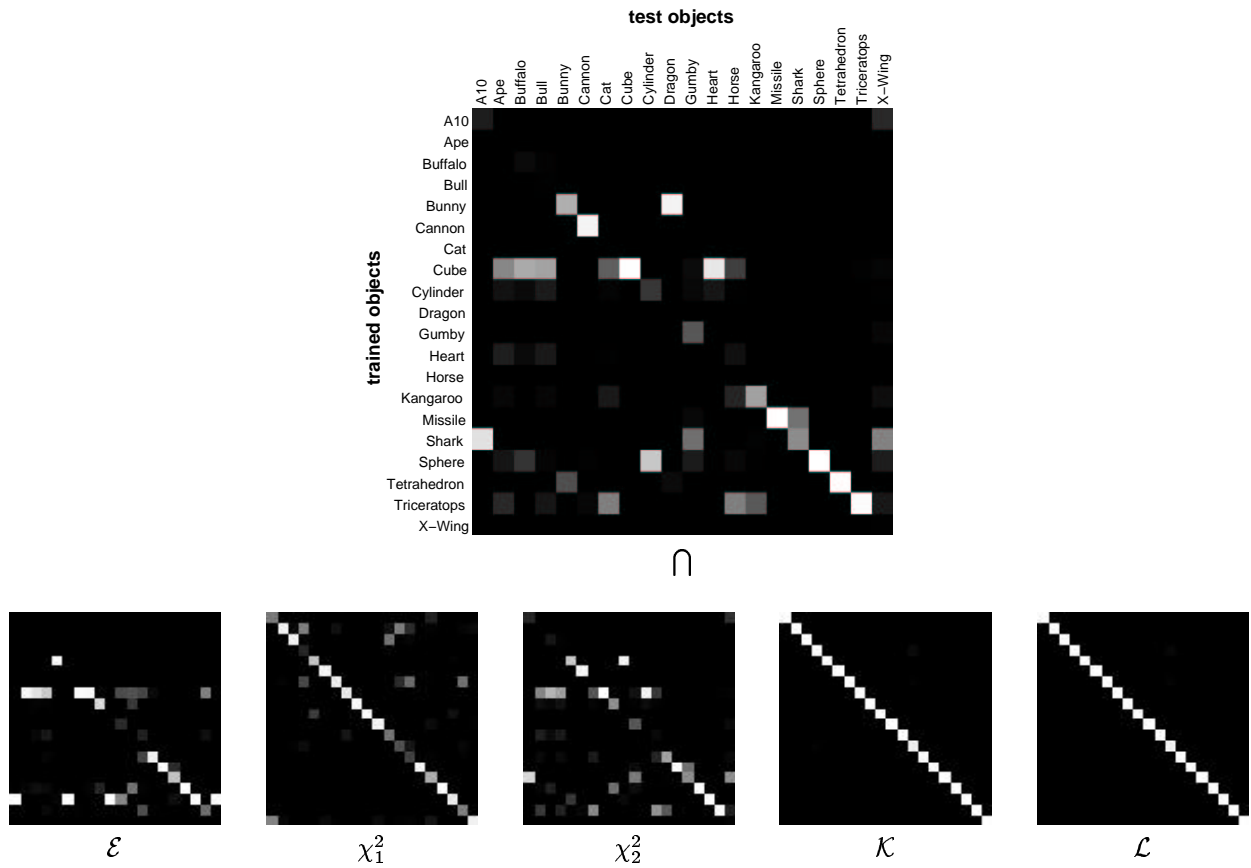 test objects
A10
Ape
Buffalo
Bull
Bunny
Cannon
Cat
Cube
Cylinder
Dragon
Gumby
Heart
Horse
Kangaroo
Missile
Shark
Sphere
Tetrahedron
Triceratops
X−Wing
trained objects
A10
Ape
Buffalo
Bull
Bunny
Cannon
Cat
Cube
Cylinder
Dragon
Gumby
Heart
Horse
Kangaroo
Missile
Shark
Sphere
Tetrahedron
Triceratops
X−Wing
∩
ℰ χ₁² χ₂² 𝒦 ℒ